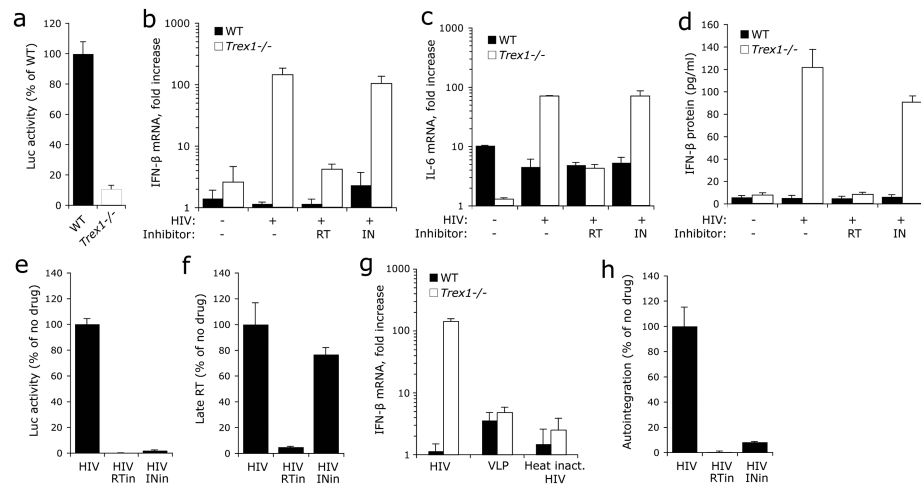 a
Luc activity (% of WT)
120
100
80
60
40
20
0
WT
Trex1-/-
b
WT
Trex1-/-
IFN-β mRNA, fold increase
1000
100
10
1
HIV: - + + +
Inhibitor: - - RT IN
c
WT
Trex1-/-
IL-6 mRNA, fold increase
1000
100
10
1
HIV: - + + +
Inhibitor: - - RT IN
d
WT
Trex1-/-
IFN-β protein (pg/ml)
160
140
120
100
80
60
40
20
0
HIV: - + + +
Inhibitor: - - RT IN
e
Luc activity (% of no drug)
140
120
100
80
60
40
20
0
HIV HIV HIV
RTin INin
f
Late RT (% of no drug)
140
120
100
80
60
40
20
0
HIV HIV HIV
RTin INin
g
WT
Trex1-/-
IFN-β mRNA, fold increase
1000
100
10
1
HIV VLP Heat inact.
HIV
h
Autointegration (% of no drug)
140
120
100
80
60
40
20
0
HIV HIV HIV
RTin INin